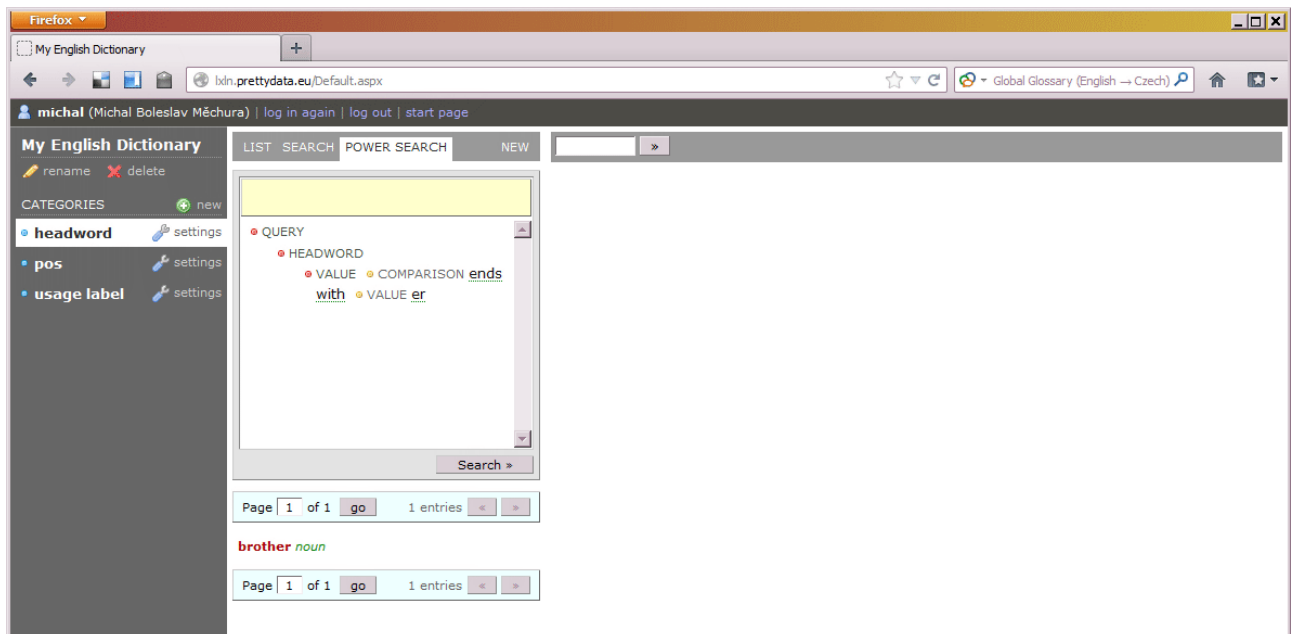 Firefox
My English Dictionary
+
lxln.prettydata.eu/Default.aspx
Global Glossary (English → Czech)
michal (Michal Boleslav Měchura) | log in again | log out | start page
My English Dictionary
rename delete
CATEGORIES new
headword settings
pos settings
usage label settings
LIST SEARCH POWER SEARCH NEW
»
QUERY
HEADWORD
VALUE COMPARISON ends
with VALUE er
Search »
Page 1 of 1 go 1 entries « »
brother noun
Page 1 of 1 go 1 entries « »